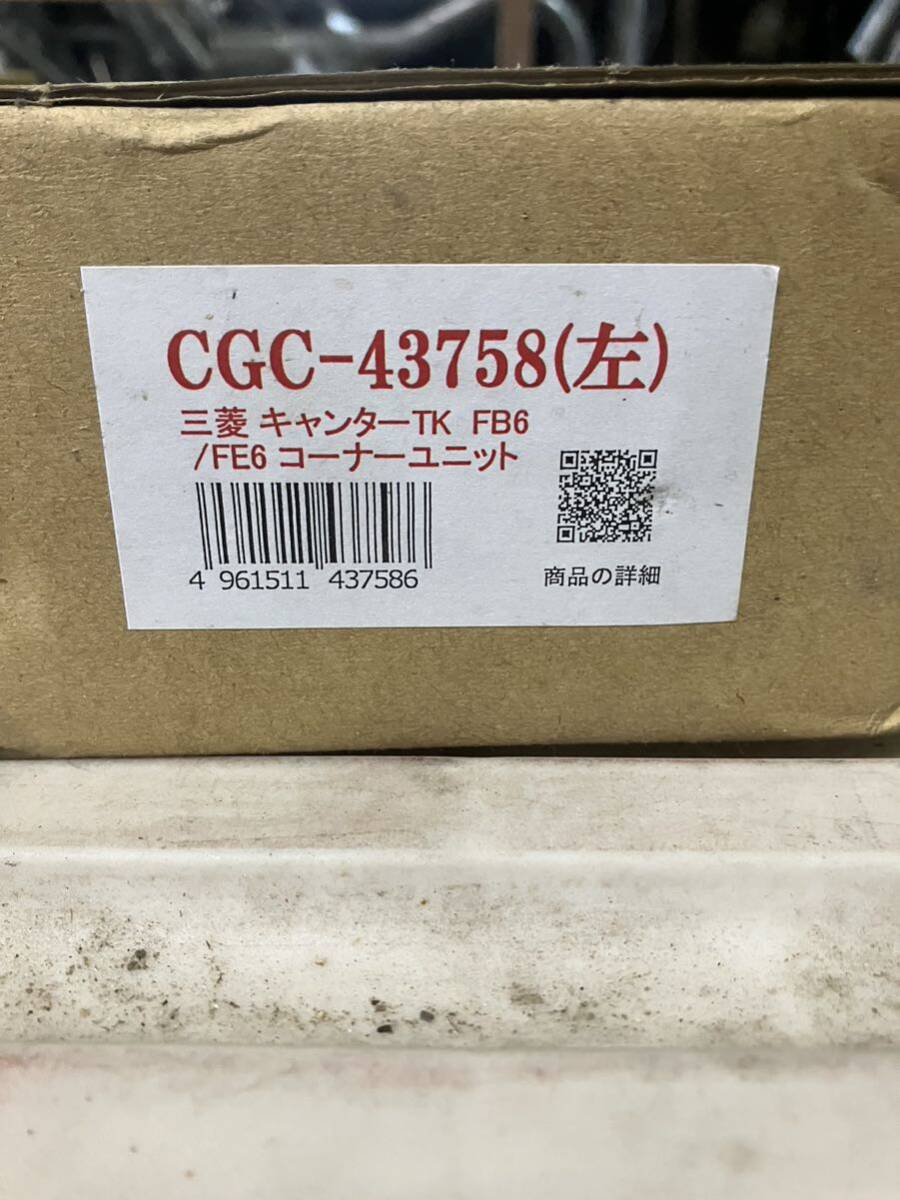 CGC-43758(左)
三菱 キャンターTK FB6
/FE6 コーナーユニット
4 961511 437586
商品の詳細